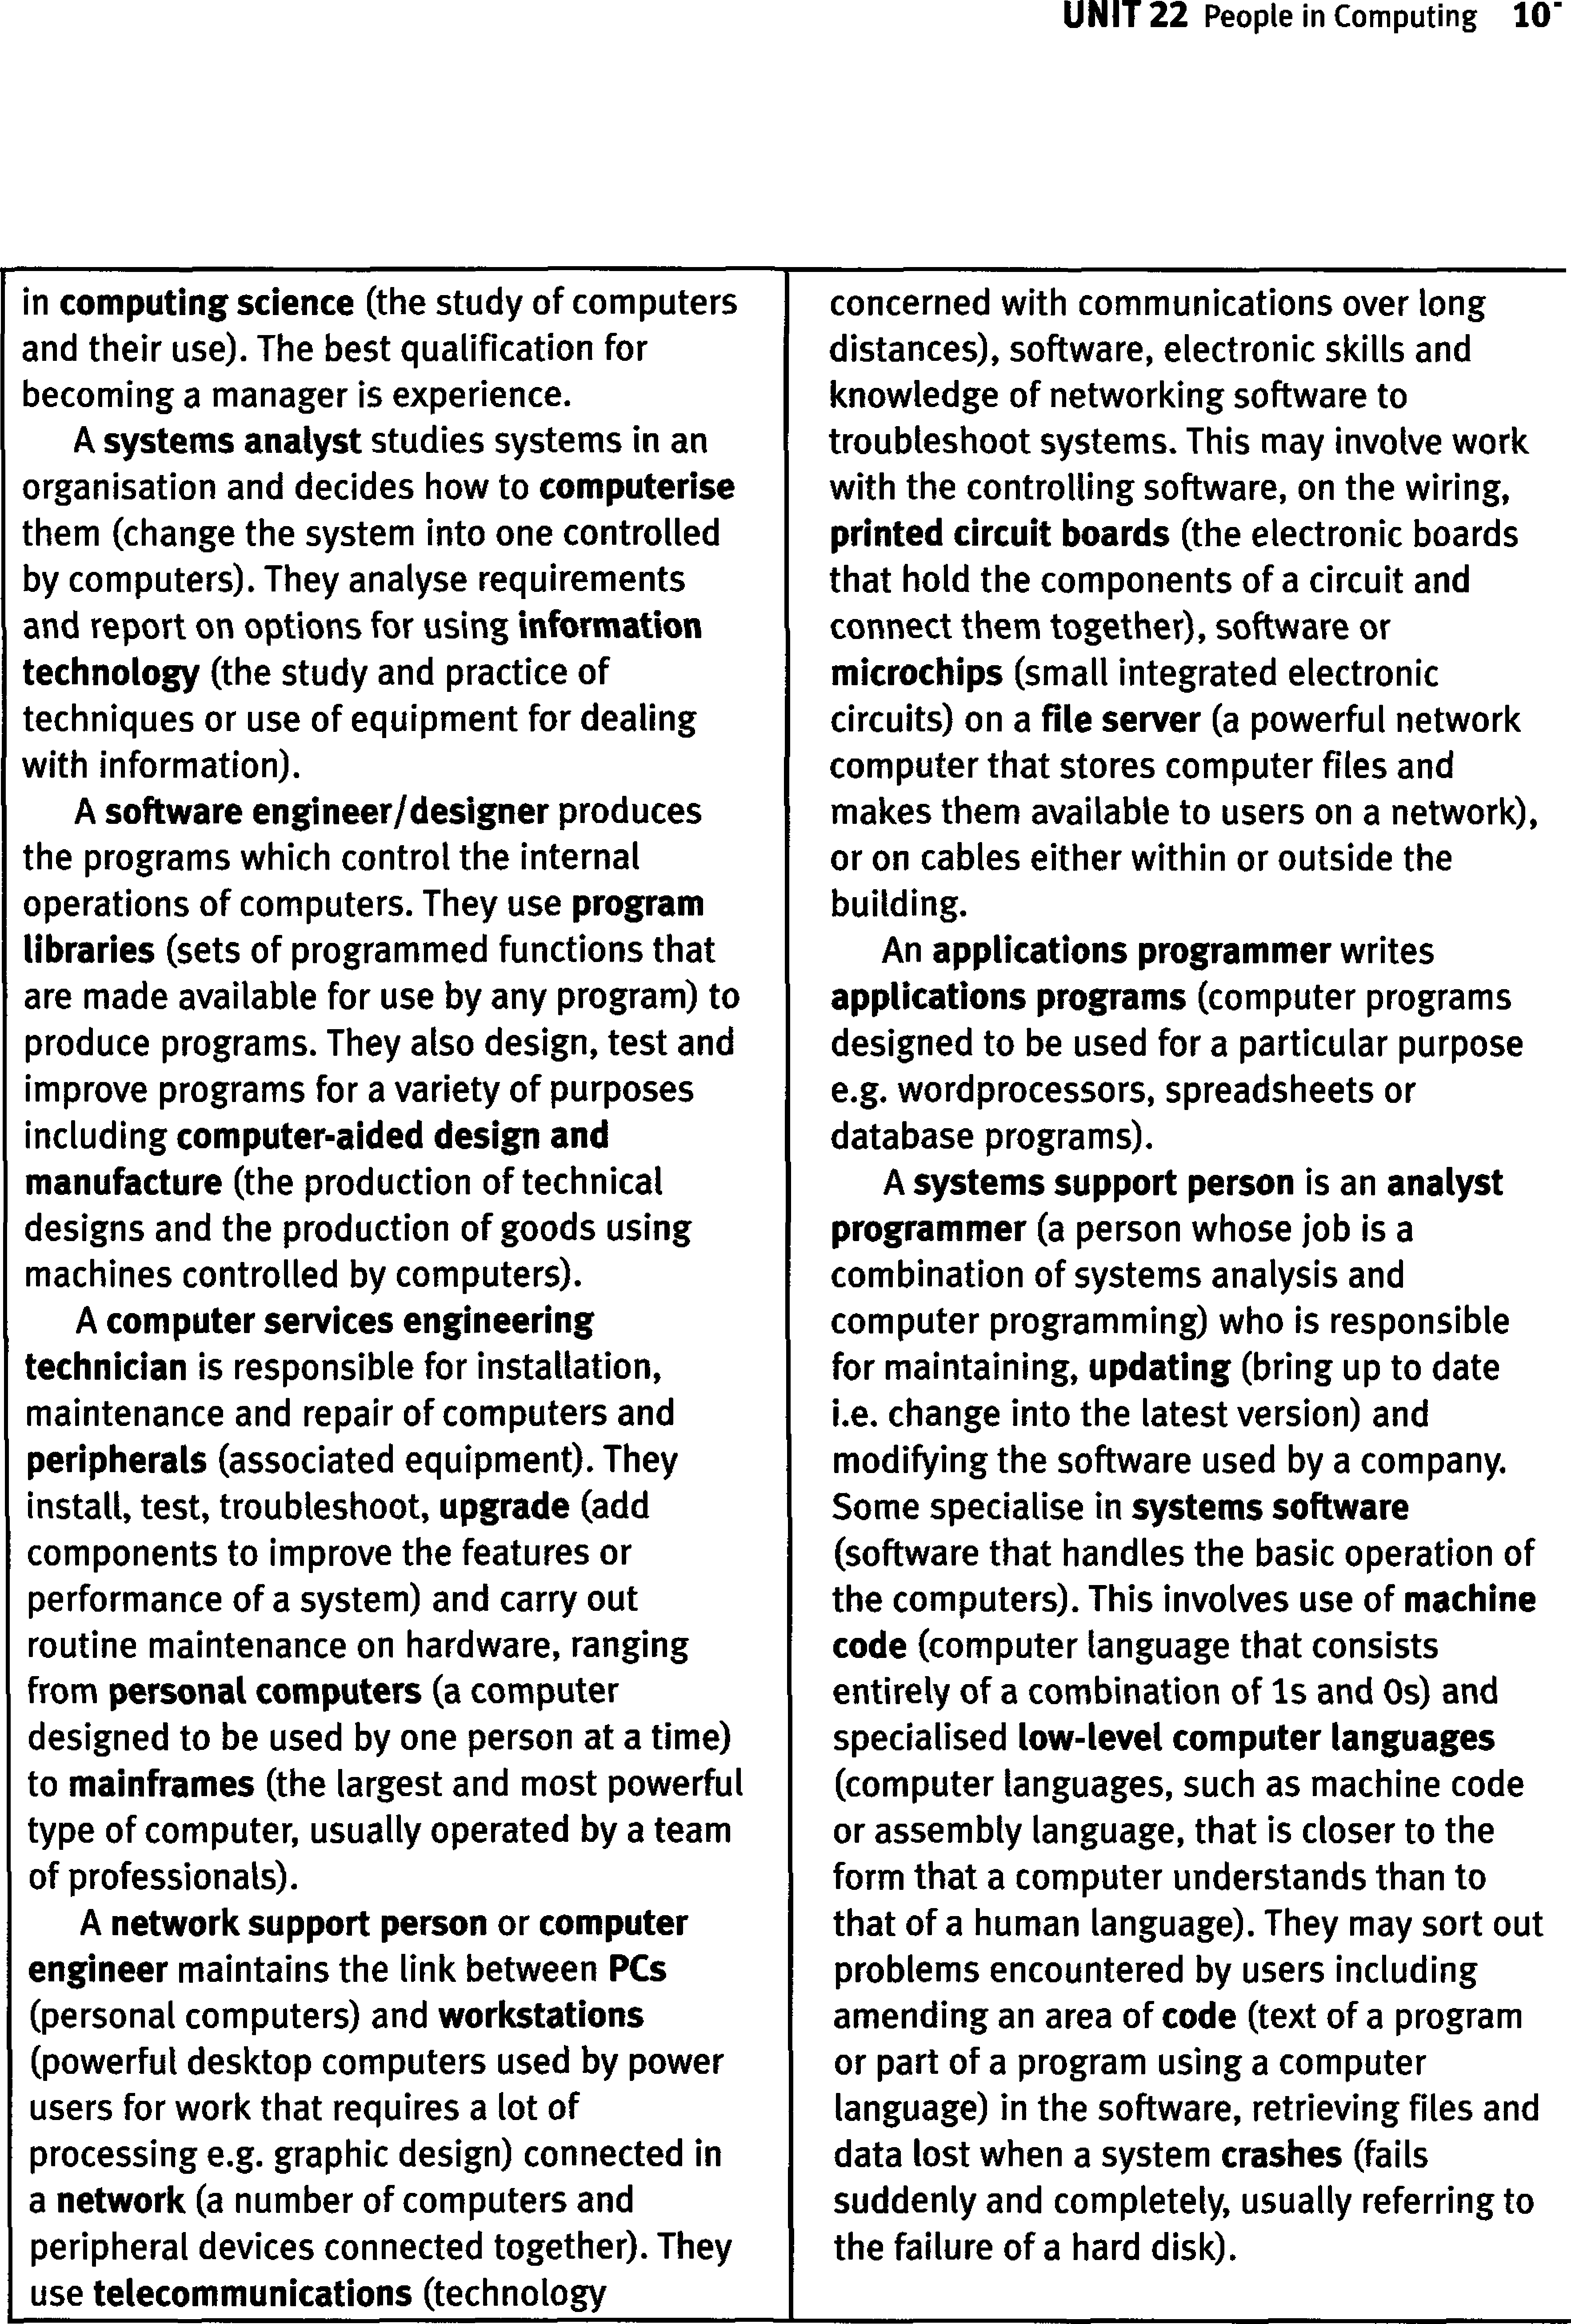 UNIT 22 People in Computing 10
in computing science (the study of computers
and their use). The best qualification for
becoming a manager is experience.
A systems analyst studies systems in an
organisation and decides how to computerise
them (change the system into one controlled
by computers). They analyse requirements
and report on options for using information
technology (the study and practice of
techniques or use of equipment for dealing
with information).
A software engineer/designer produces
the programs which control the internal
operations of computers. They use program
libraries (sets of programmed functions that
are made available for use by any program) to
produce programs. They also design, test and
improve programs for a variety of purposes
including computer-aided design and
manufacture (the production of technical
designs and the production of goods using
machines controlled by computers).
A computer services engineering
technician is responsible for installation,
maintenance and repair of computers and
peripherals (associated equipment). They
install, test, troubleshoot, upgrade (add
components to improve the features or
performance of a system) and carry out
routine maintenance on hardware, ranging
from personal computers (a computer
designed to be used by one person at a time)
to mainframes (the largest and most powerful
type of computer, usually operated by a team
of professionals).
A network support person or computer
engineer maintains the link between PCs
(personal computers) and workstations
(powerful desktop computers used by power
users for work that requires a lot of
processing e.g. graphic design) connected in
a network (a number of computers and
peripheral devices connected together). They
use telecommunications (technology
concerned with communications over long
distances), software, electronic skills and
knowledge of networking software to
troubleshoot systems. This may involve work
with the controlling software, on the wiring,
printed circuit boards (the electronic boards
that hold the components of a circuit and
connect them together), software or
microchips (small integrated electronic
circuits) on a file server (a powerful network
computer that stores computer files and
makes them available to users on a network),
or on cables either within or outside the
building.
An applications programmer writes
applications programs (computer programs
designed to be used for a particular purpose
e.g. wordprocessors, spreadsheets or
database programs).
A systems support person is an analyst
programmer (a person whose job is a
combination of systems analysis and
computer programming) who is responsible
for maintaining, updating (bring up to date
i.e. change into the latest version) and
modifying the software used by a company.
Some specialise in systems software
(software that handles the basic operation of
the computers). This involves use of machine
code (computer language that consists
entirely of a combination of 1s and 0s) and
specialised low-level computer languages
(computer languages, such as machine code
or assembly language, that is closer to the
form that a computer understands than to
that of a human language). They may sort out
problems encountered by users including
amending an area of code (text of a program
or part of a program using a computer
language) in the software, retrieving files and
data lost when a system crashes (fails
suddenly and completely, usually referring to
the failure of a hard disk).